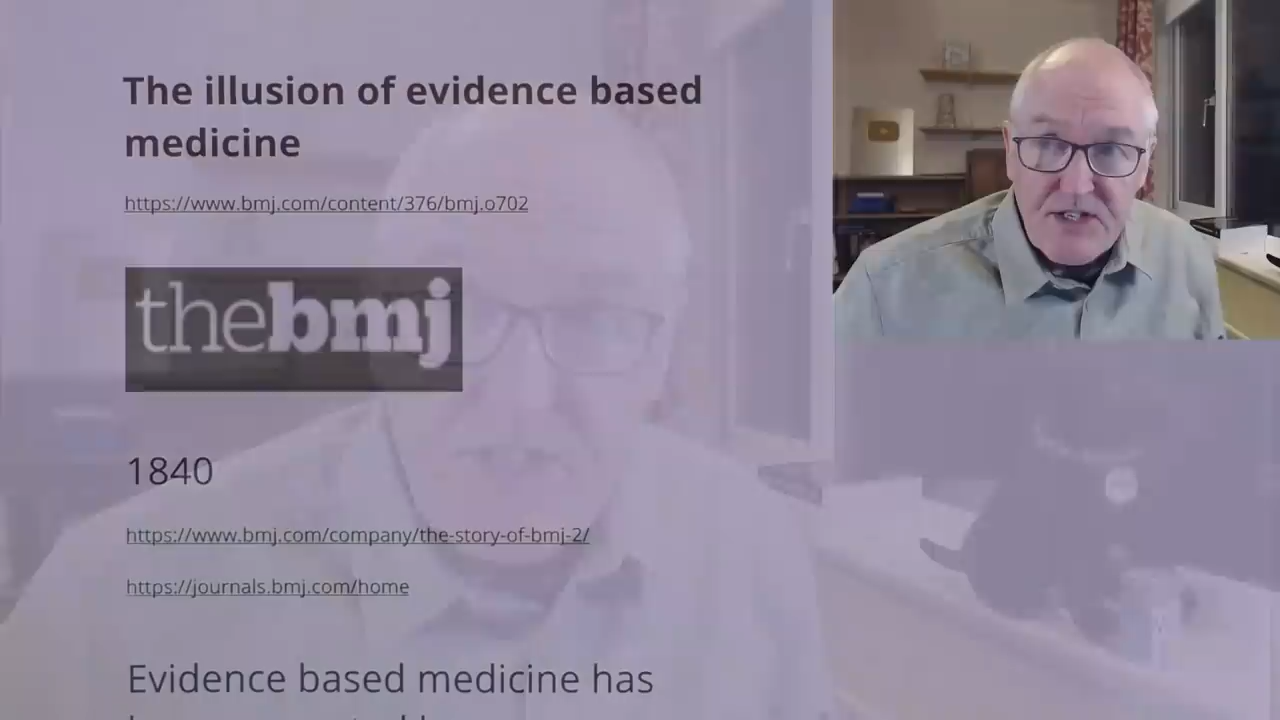 The illusion of evidence based
medicine
https://www.bmj.com/content/376/bmj.o702
thebmj
1840
https://www.bmj.com/company/the-story-of-bmj-2/
https://journals.bmj.com/home
Evidence based medicine has